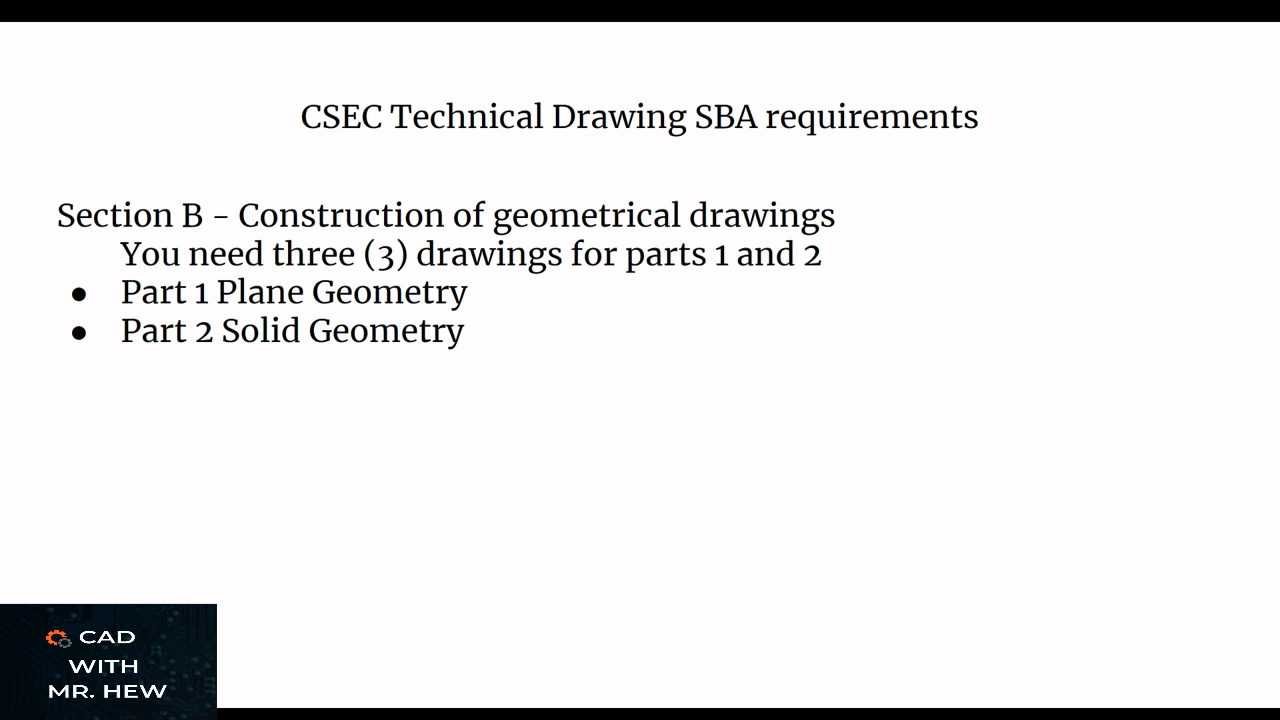 CSEC Technical Drawing SBA requirements
Section B - Construction of geometrical drawings
You need three (3) drawings for parts 1 and 2
● Part 1 Plane Geometry
● Part 2 Solid Geometry
CAD
WITH
MR. HEW